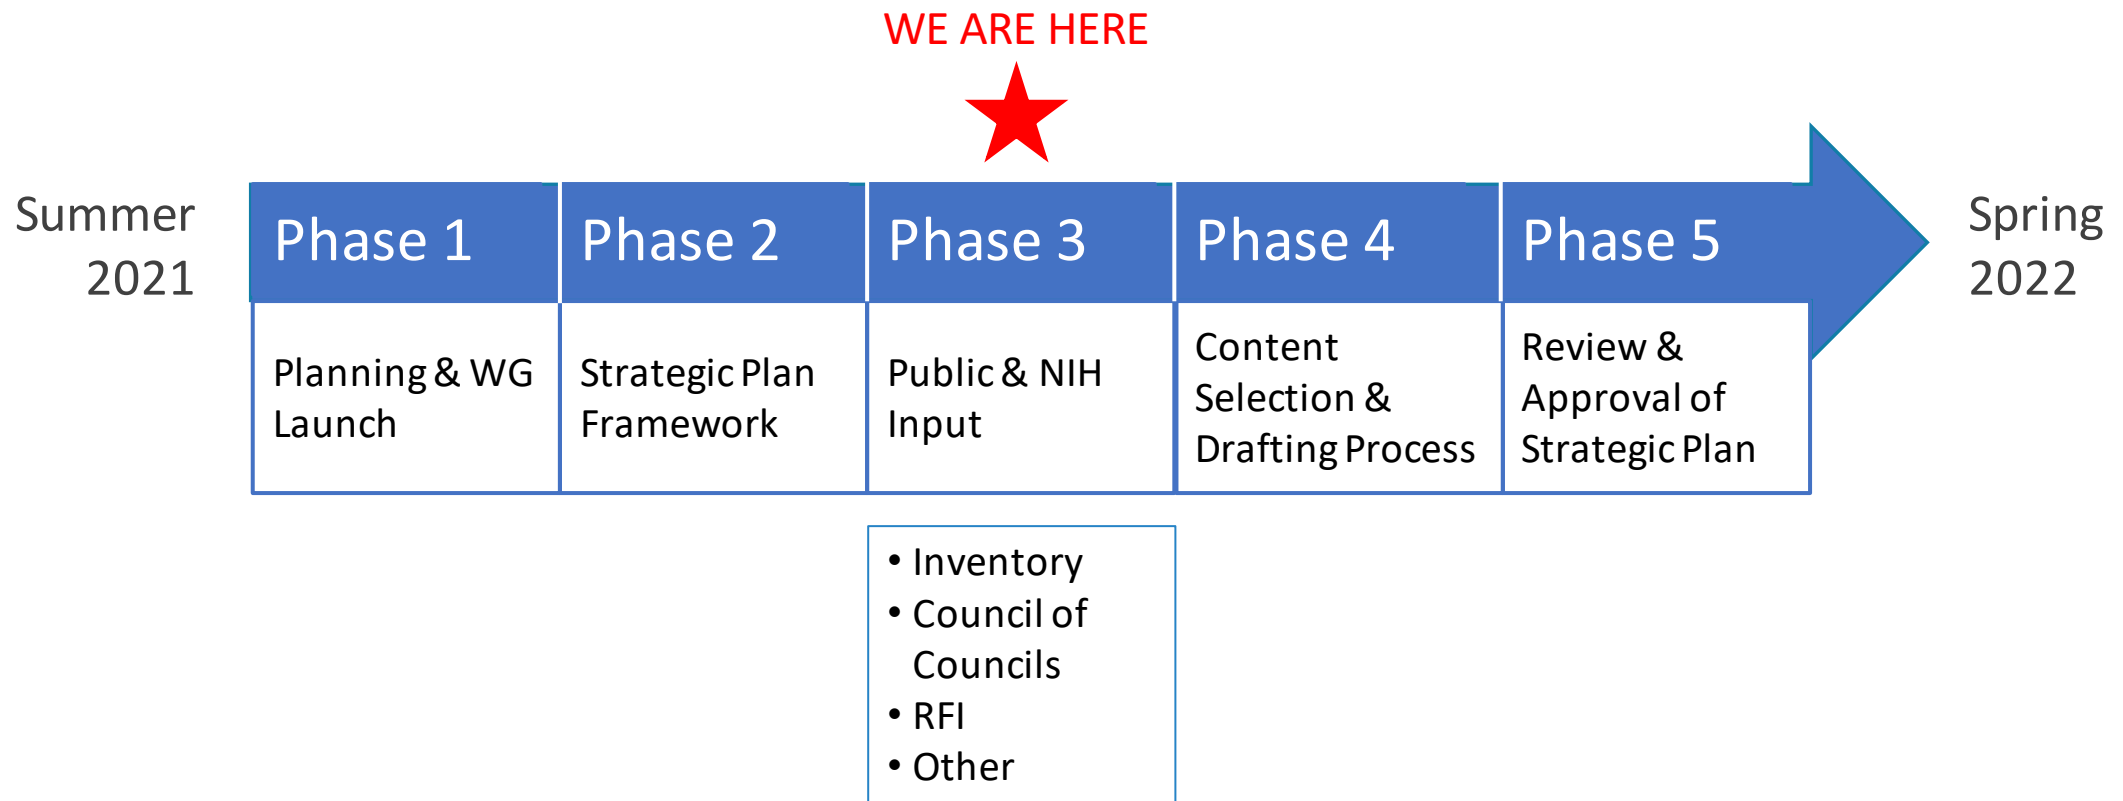 WE ARE HERE
Summer
2021
Phase 1
Phase 2
Phase 3
Phase 4
Phase 5
Spring
2022
Planning & WG
Launch
Strategic Plan
Framework
Public & NIH
Input
Content
Selection &
Drafting Process
Review &
Approval of
Strategic Plan
• Inventory
• Council of
Councils
• RFI
• Other